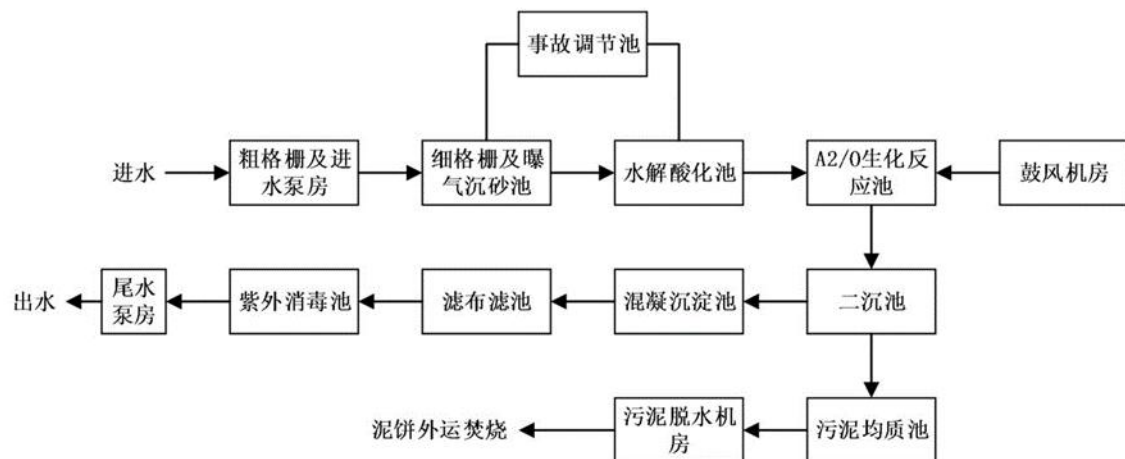 事故调节池
进水
粗格栅及进
水泵房
细格栅及曝
气沉砂池
水解酸化池
A2/O生化反
应池
鼓风机房
出水
尾水
泵房
紫外消毒池
滤布滤池
混凝沉淀池
二沉池
泥饼外运焚烧
污泥脱水机
房
污泥均质池